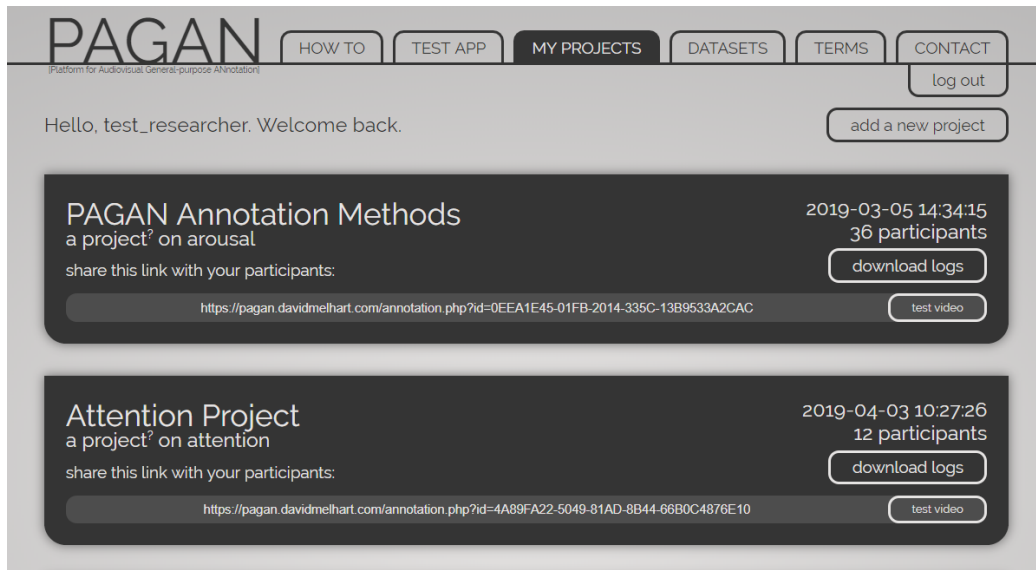 PAGAN
|Platform for Audiovisual General-purpose ANnotation|
HOW TO
TEST APP
MY PROJECTS
DATASETS
TERMS
CONTACT
log out
Hello, test_researcher. Welcome back.
add a new project
PAGAN Annotation Methods
a project? on arousal
share this link with your participants:
2019-03-05 14:34:15
36 participants
download logs
https://pagan.davidmelhart.com/annotation.php?id=0EEA1E45-01FB-2014-335C-13B9533A2CAC
test video
Attention Project
a project? on attention
share this link with your participants:
2019-04-03 10:27:26
12 participants
download logs
https://pagan.davidmelhart.com/annotation.php?id=4A89FA22-5049-81AD-8B44-66B0C4876E10
test video